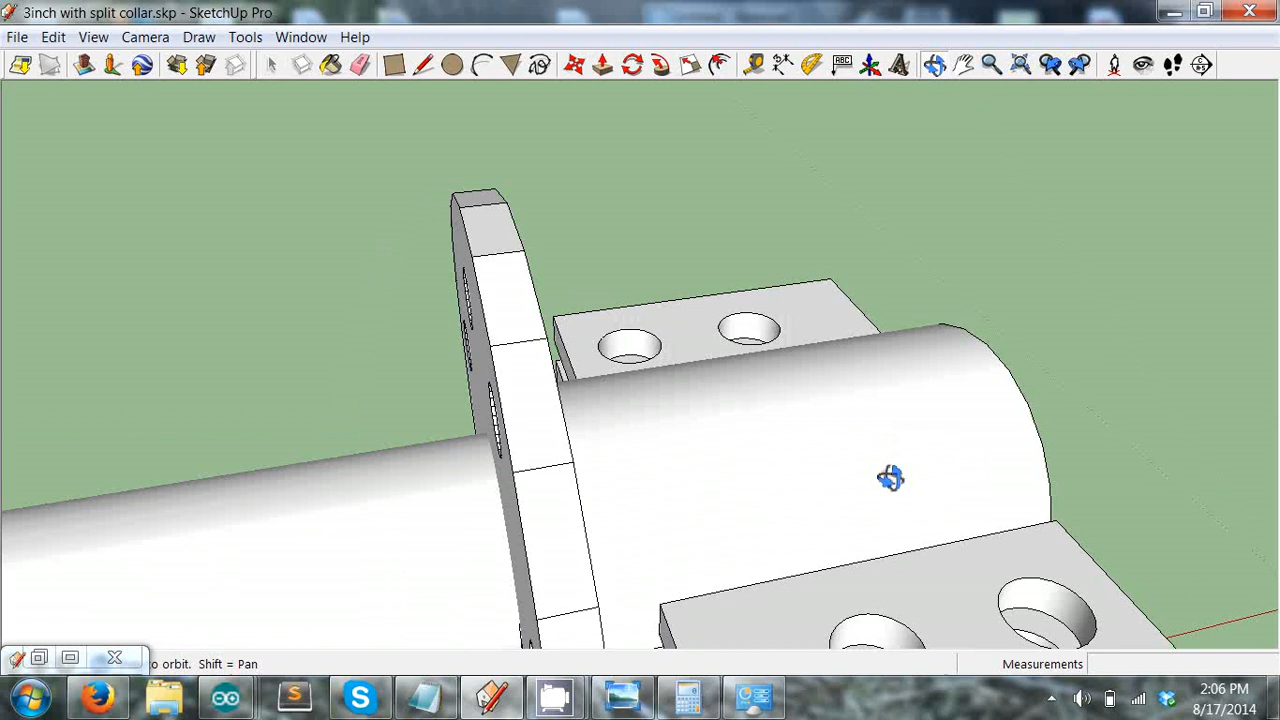 3inch with split collar.skp - SketchUp Pro
File Edit View Camera Draw Tools Window Help
ABC
o orbit. Shift = Pan
Measurements
2:06 PM
8/17/2014